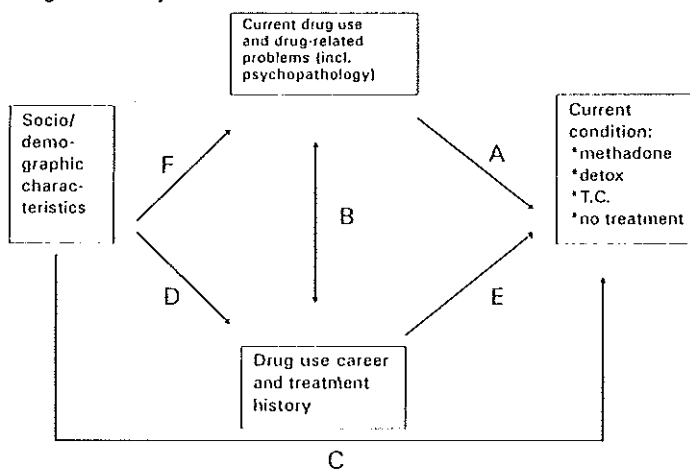 Current drug use
and drug-related
problems (incl.
psychopathology)
Socio/
demo-
graphic
charac-
teristics
Current
condition:
*methadone
*detox
*T.C.
*no treatment
F
A
B
D
E
Drug use career
and treatment
history
C